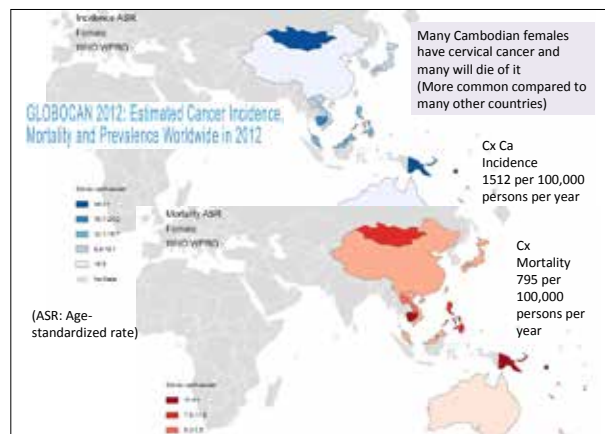 Incidence ASR
Female
WHO WPRO
Many Cambodian females
have cervical cancer and
many will die of it
(More common compared to
many other countries)
GLOBOCAN 2012: Estimated Cancer Incidence,
Mortality and Prevalence Worldwide in 2012
Cx Ca
Incidence
1512 per 100,000
persons per year
Mortality ASR
Female
WHO WPRO
Cx
Mortality
795 per
100,000
persons per
year
(ASR: Age-
standardized rate)